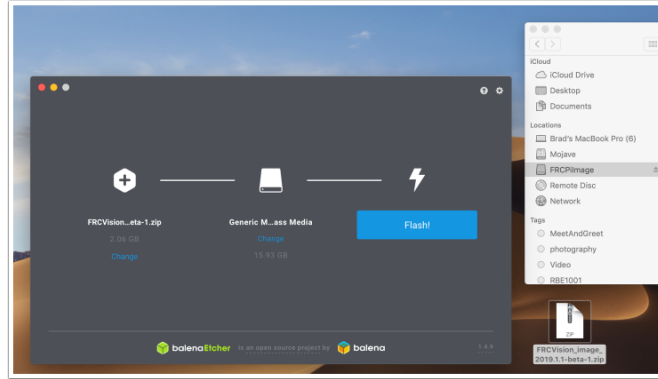 FRCVision...eta-1.zip
2.06 GB
Change
Generic M...ass Media
Change
15.93 GB
Flash!
balenaEtcher is an open source project by balena
1.4.9
iCloud
iCloud Drive
Desktop
Documents
Locations
Brad's MacBook Pro (6)
Mojave
FRCPiImage
Remote Disc
Network
Tags
MeetAndGreet
photography
Video
RBE1001
ZIP
FRCVision_image_
2019.1.1-beta-1.zip